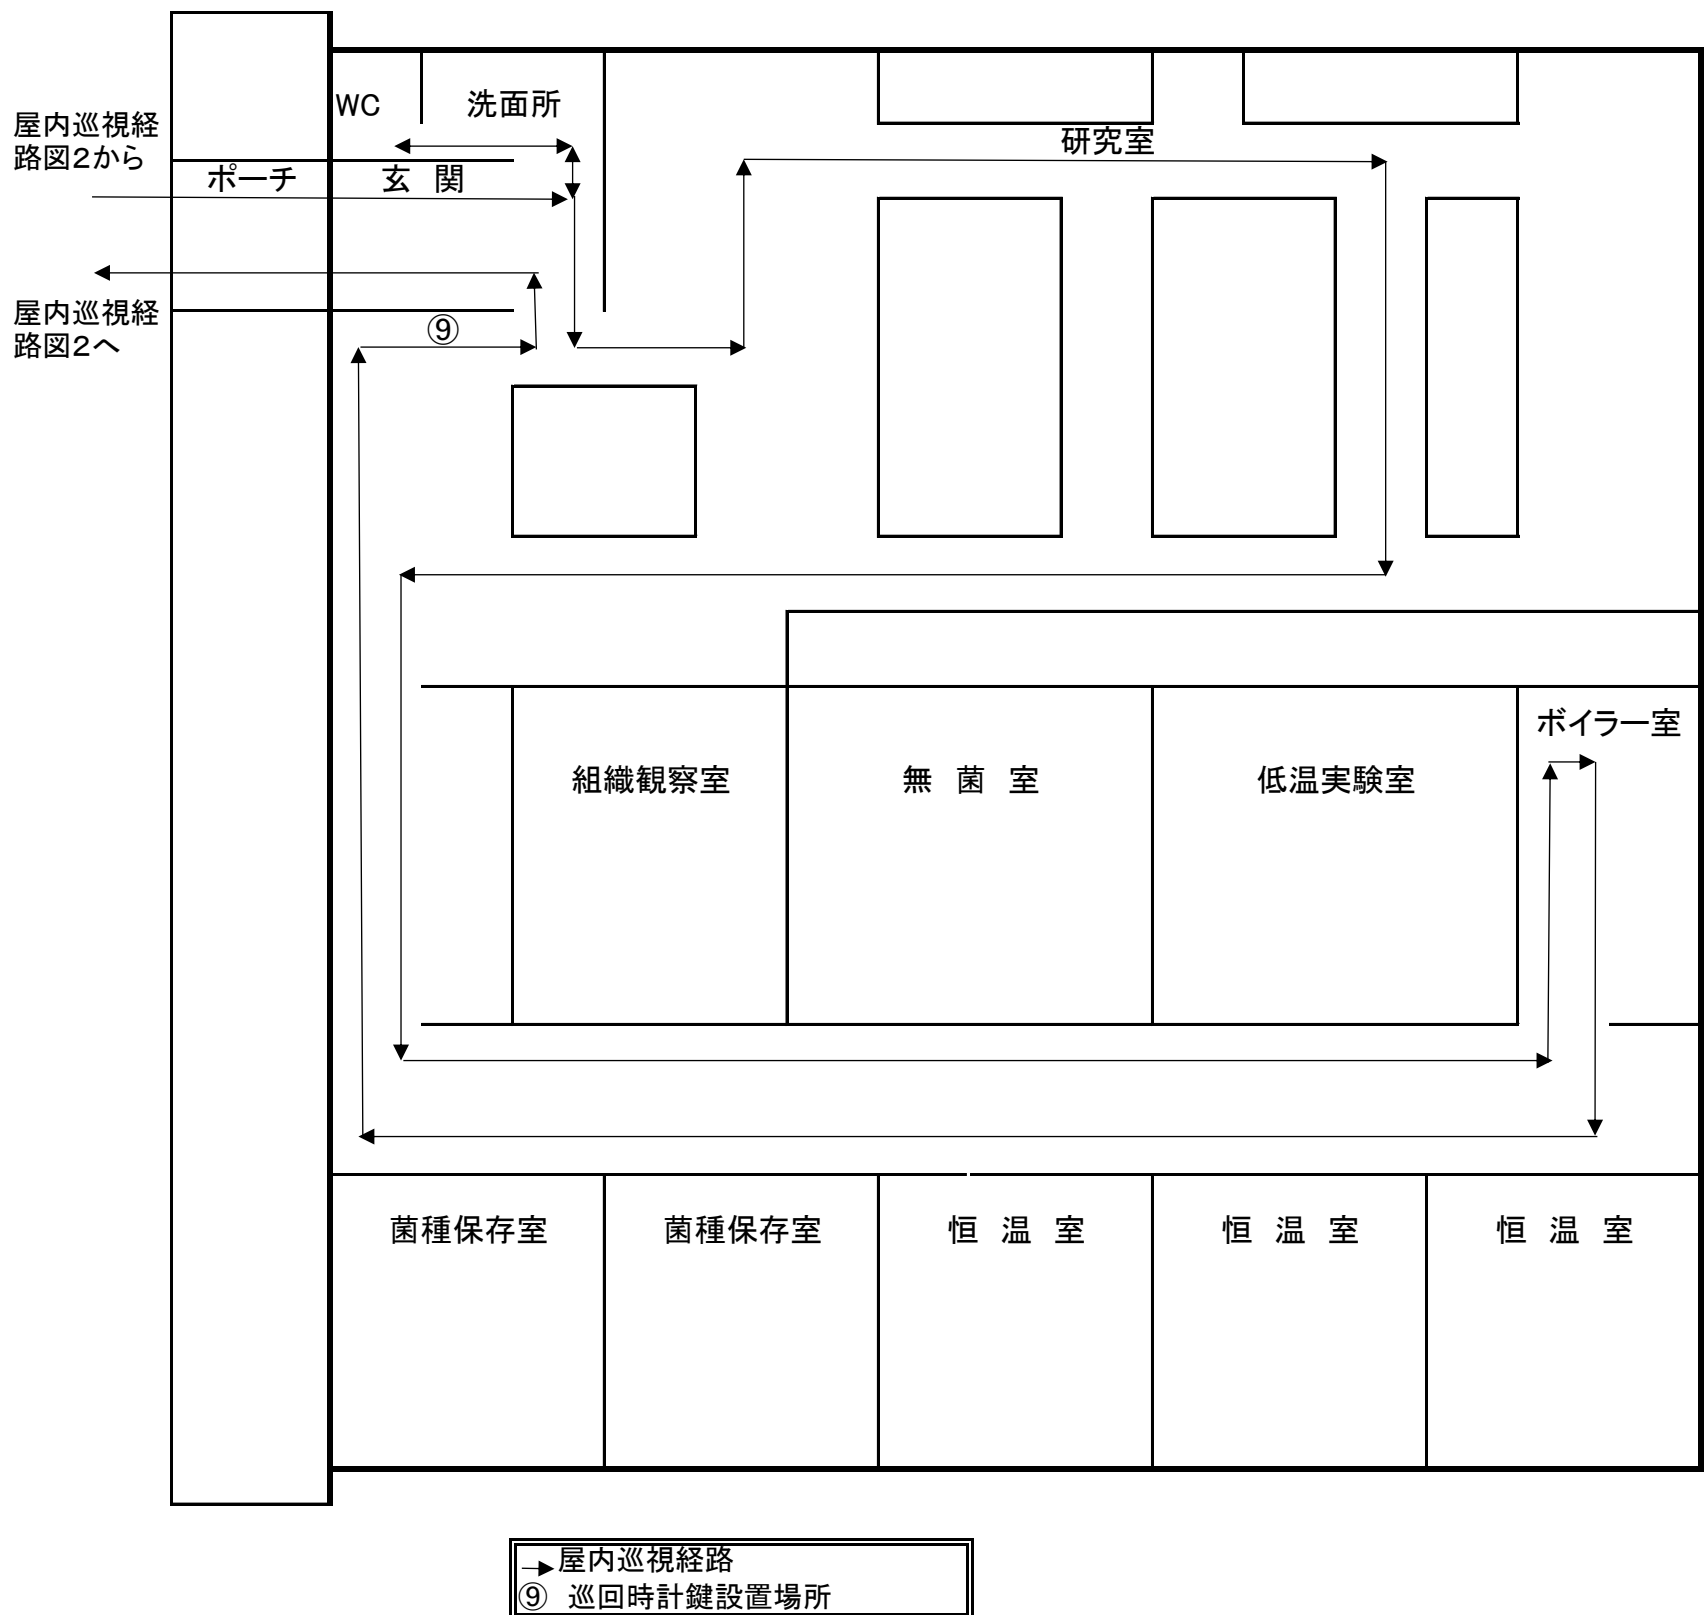 WC
洗面所
屋内巡視経
路図2から
研究室
ポーチ
玄 関
屋内巡視経
路図2へ
⑨
ボイラー室
組織観察室
無 菌 室
低温実験室
菌種保存室
菌種保存室
恒 温 室
恒 温 室
恒 温 室
→屋内巡視経路
⑨ 巡回時計鍵設置場所